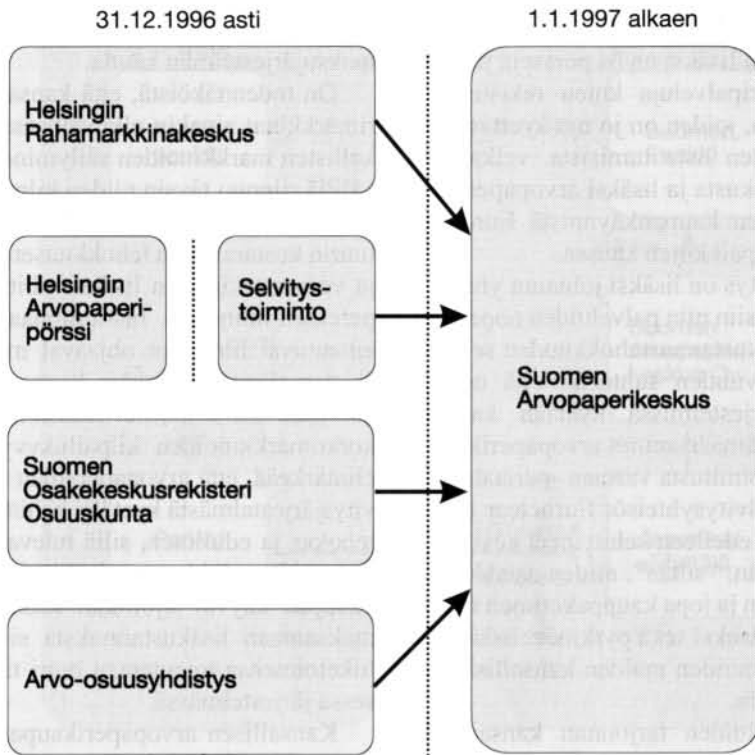 31.12.1996 asti
1.1.1997 alkaen
Helsingin
Rahamarkkinakeskus
Helsingin
Arvopaperi-
pörssi
Selvitys-
toiminto
Suomen
Osakekeskusrekisteri
Osuuskunta
Arvo-osuusyhdistys
Suomen
Arvopaperikeskus